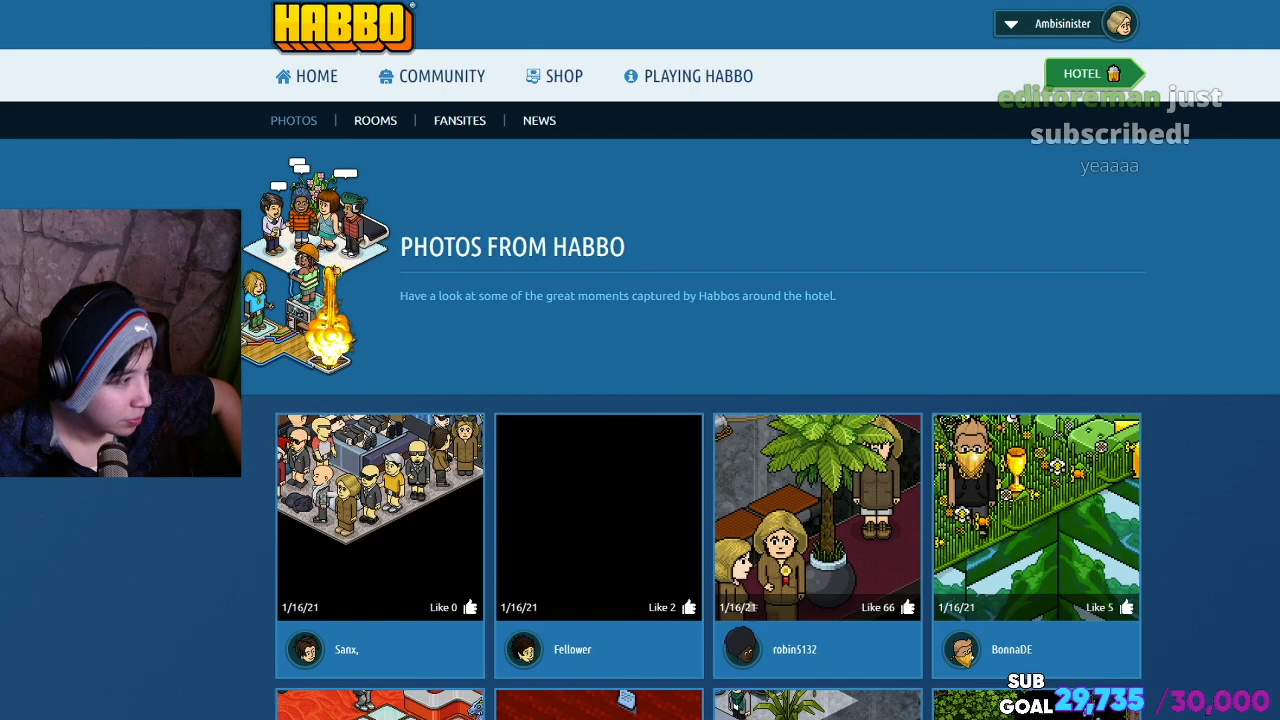 HABBO
Ambisinister
HOME
COMMUNITY
SHOP
PLAYING HABBO
HOTEL
ediforeman just
subscribed!
yeaaaa
PHOTOS | ROOMS | FANSITES | NEWS
PHOTOS FROM HABBO
Have a look at some of the great moments captured by Habbos around the hotel.
1/16/21 Like 0
1/16/21 Like 2
1/16/21 Like 66
1/16/21 Like 5
Sanx,
Fellower
robin5132
BonnaDE
SUB
GOAL 29,735 /30,000